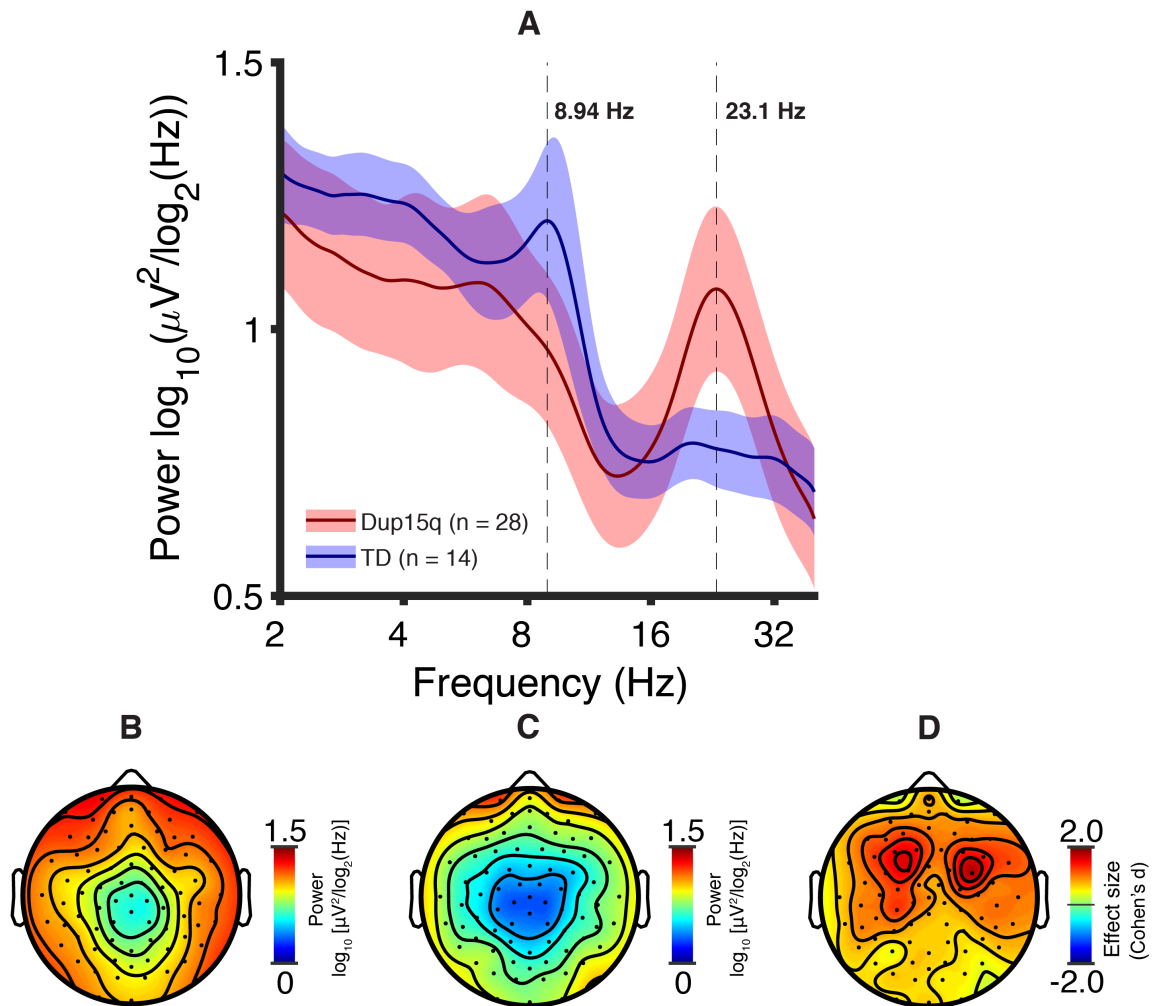 A
1.5
8.94 Hz
23.1 Hz
Power log10(μV²/log2(Hz))
1
Dup15q (n = 28)
TD (n = 14)
0.5
2
4
8
16
32
Frequency (Hz)
B
C
D
1.5
Power
log10 [μV²/log2(Hz)]
0
1.5
Power
log10 [μV²/log2(Hz)]
0
2.0
Effect size
(Cohen's d)
-2.0